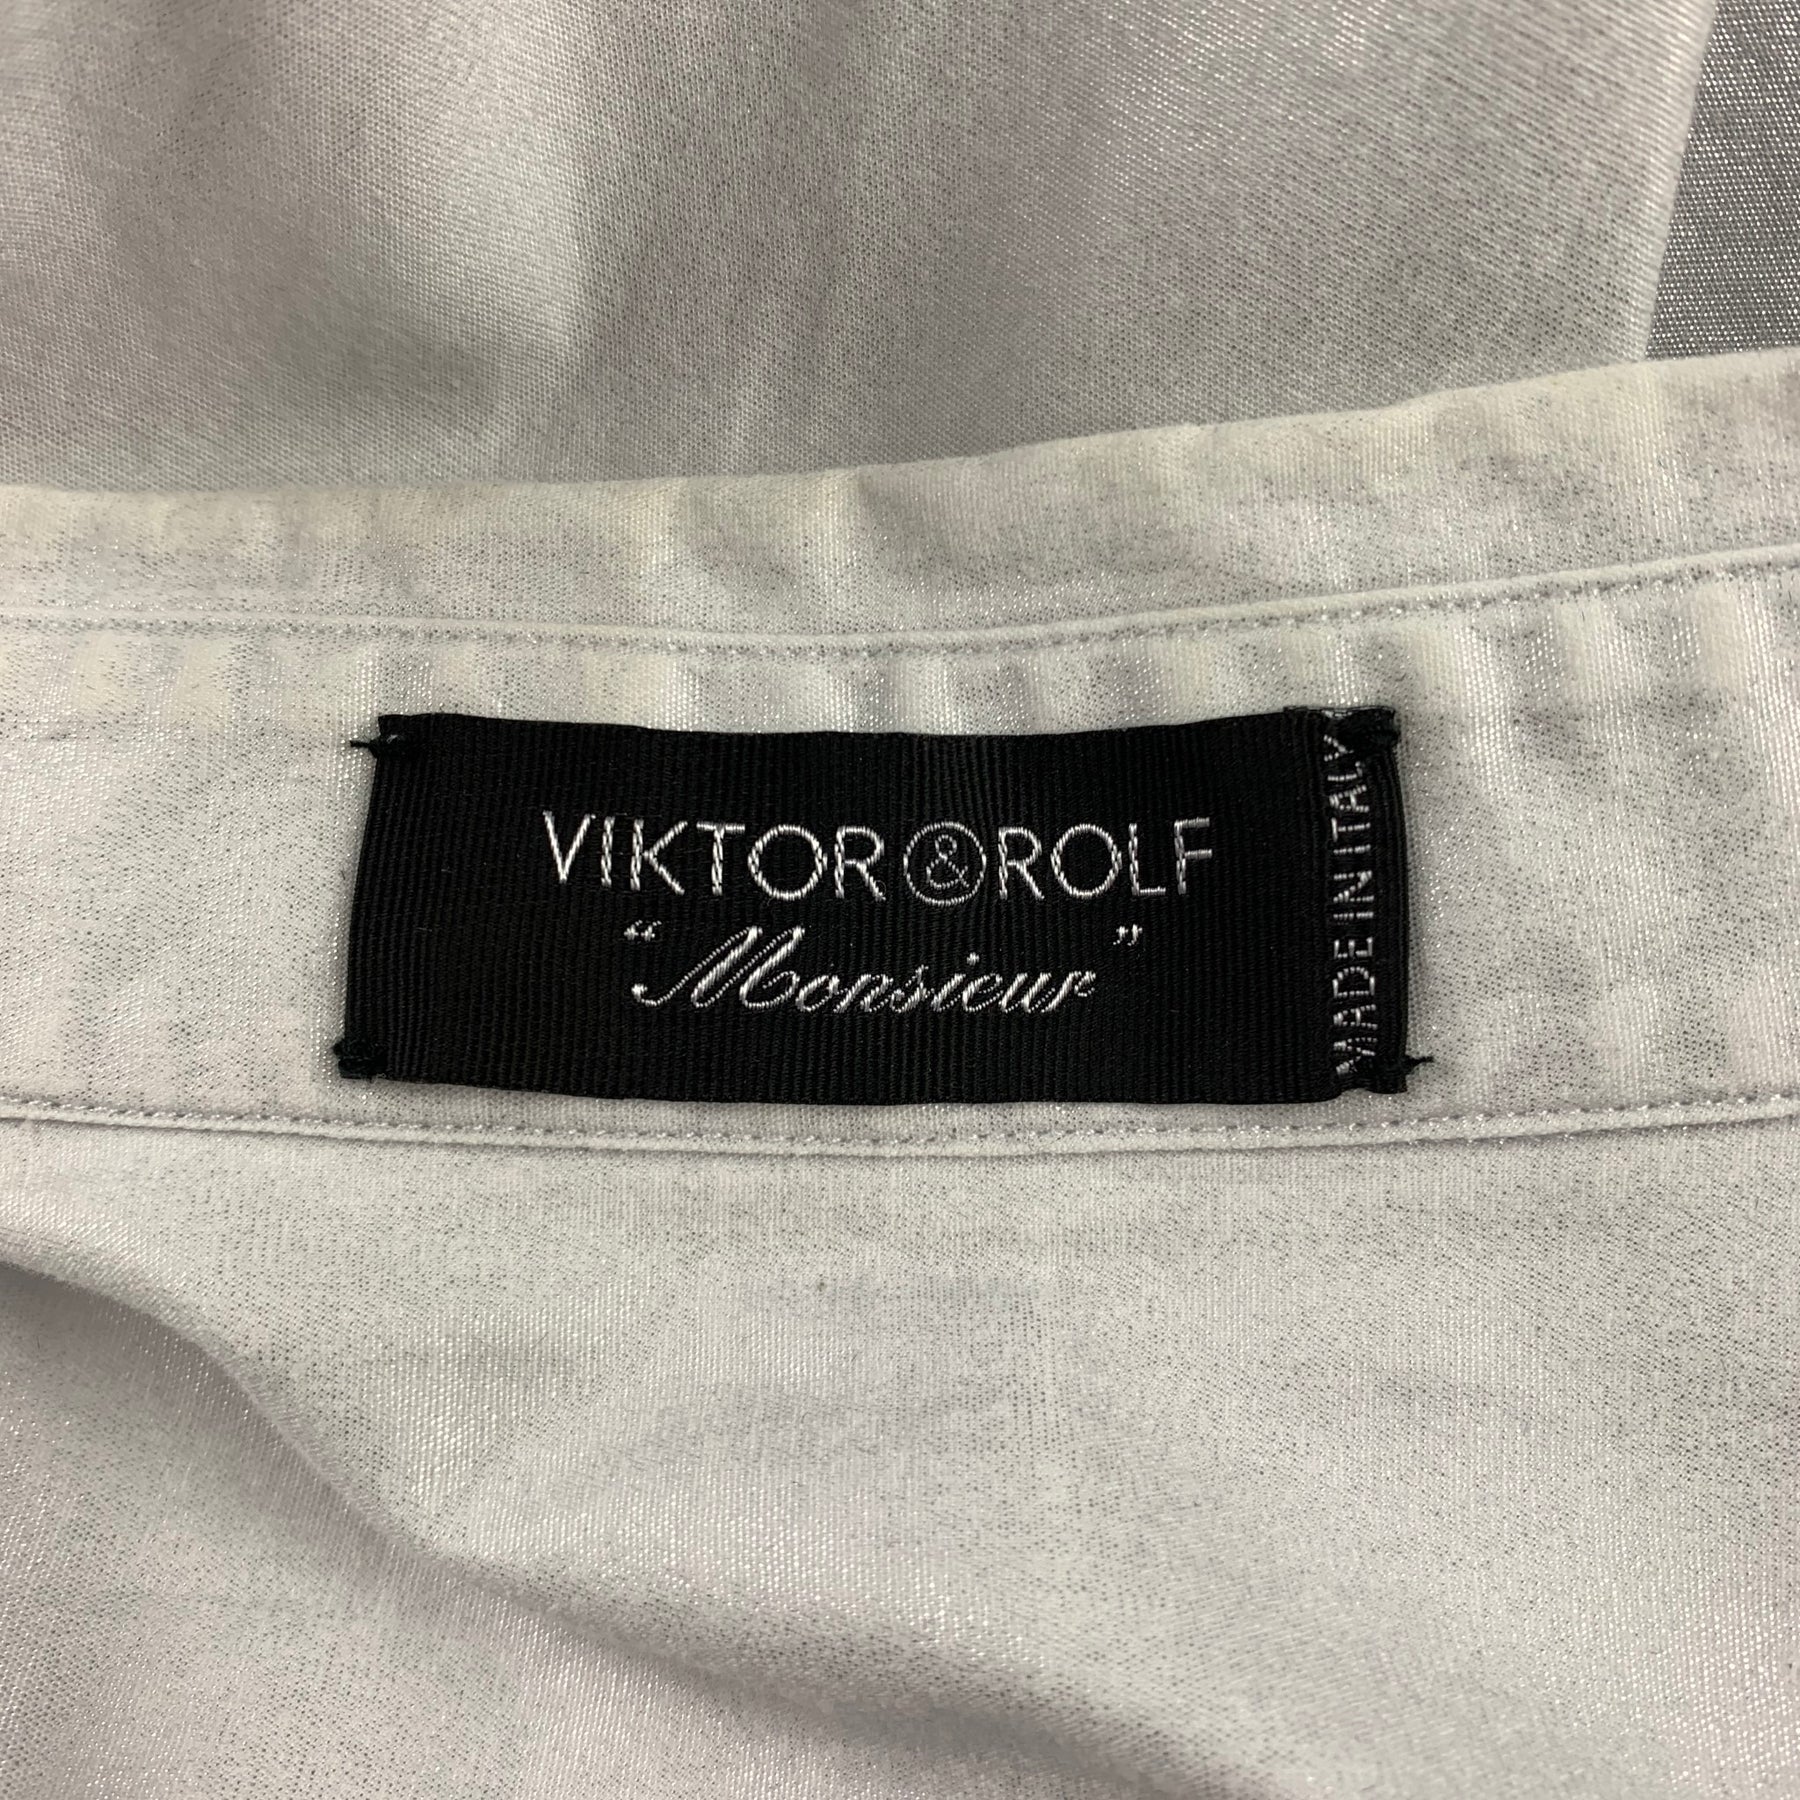 VIKTOR&ROLF
“Monsieur”
MADE IN ITALY